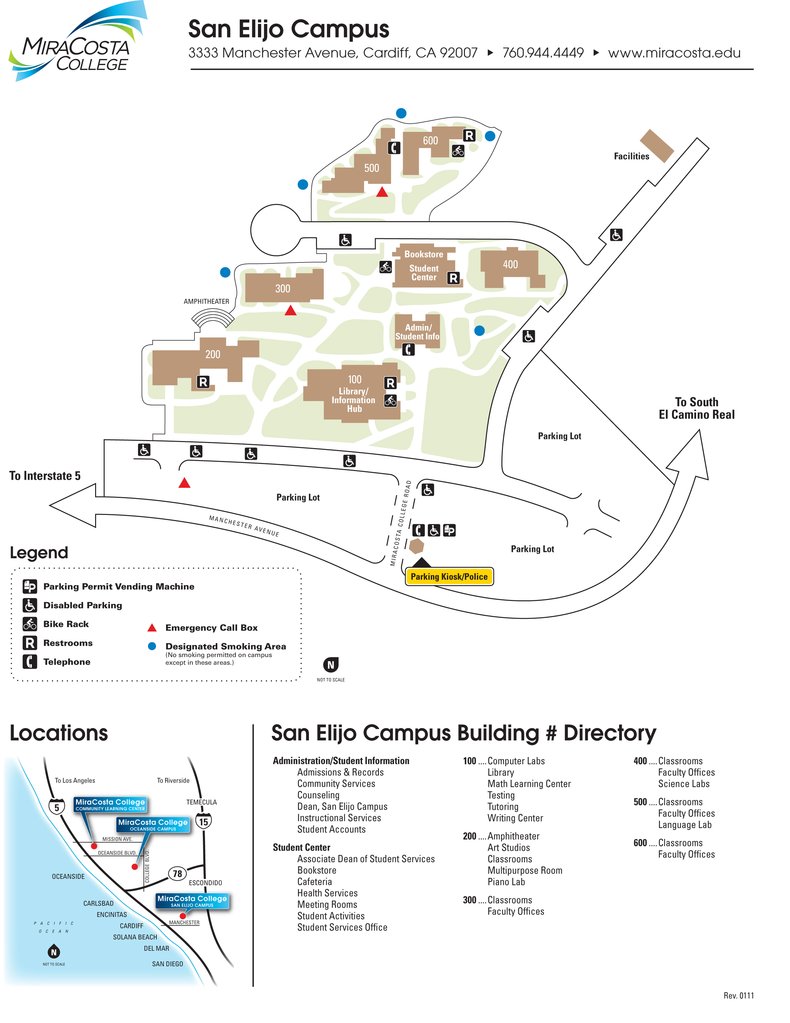 MIRACOSTA
COLLEGE
San Elijo Campus
3333 Manchester Avenue, Cardiff, CA 92007 ▶ 760.944.4449 ▶ www.miracosta.edu
600
R
500
Facilities
Bookstore
Student
Center
R
400
300
AMPHITHEATER
Admin/
Student Info
200
R
100
Library/
Information
Hub
R
To South
El Camino Real
Parking Lot
To Interstate 5
Parking Lot
MANCHESTER AVENUE
MIRACOSTA COLLEGE ROAD
Parking Lot
Parking Kiosk/Police
Legend
Parking Permit Vending Machine
Disabled Parking
Bike Rack
R Restrooms
Telephone
Emergency Call Box
Designated Smoking Area
(No smoking permitted on campus
except in these areas.)
N
NOT TO SCALE
Locations
To Los Angeles
To Riverside
5
MiraCosta College
COMMUNITY LEARNING CENTER
TEMECULA
MiraCosta College
OCEANSIDE CAMPUS
15
MISSION AVE.
OCEANSIDE BLVD.
COLLEGE BLVD.
78
OCEANSIDE
ESCONDIDO
CARLSBAD
MiraCosta College
SAN ELIJO CAMPUS
ENCINITAS
PACIFIC
OCEAN
CARDIFF
MANCHESTER
SOLANA BEACH
DEL MAR
N
NOT TO SCALE
SAN DIEGO
San Elijo Campus Building # Directory
Administration/Student Information
Admissions & Records
Community Services
Counseling
Dean, San Elijo Campus
Instructional Services
Student Accounts
Student Center
Associate Dean of Student Services
Bookstore
Cafeteria
Health Services
Meeting Rooms
Student Activities
Student Services Office
100 .... Computer Labs
Library
Math Learning Center
Testing
Tutoring
Writing Center
200 .... Amphitheater
Art Studios
Classrooms
Multipurpose Room
Piano Lab
300 .... Classrooms
Faculty Offices
400 .... Classrooms
Faculty Offices
Science Labs
500 .... Classrooms
Faculty Offices
Language Lab
600 .... Classrooms
Faculty Offices
Rev. 0111